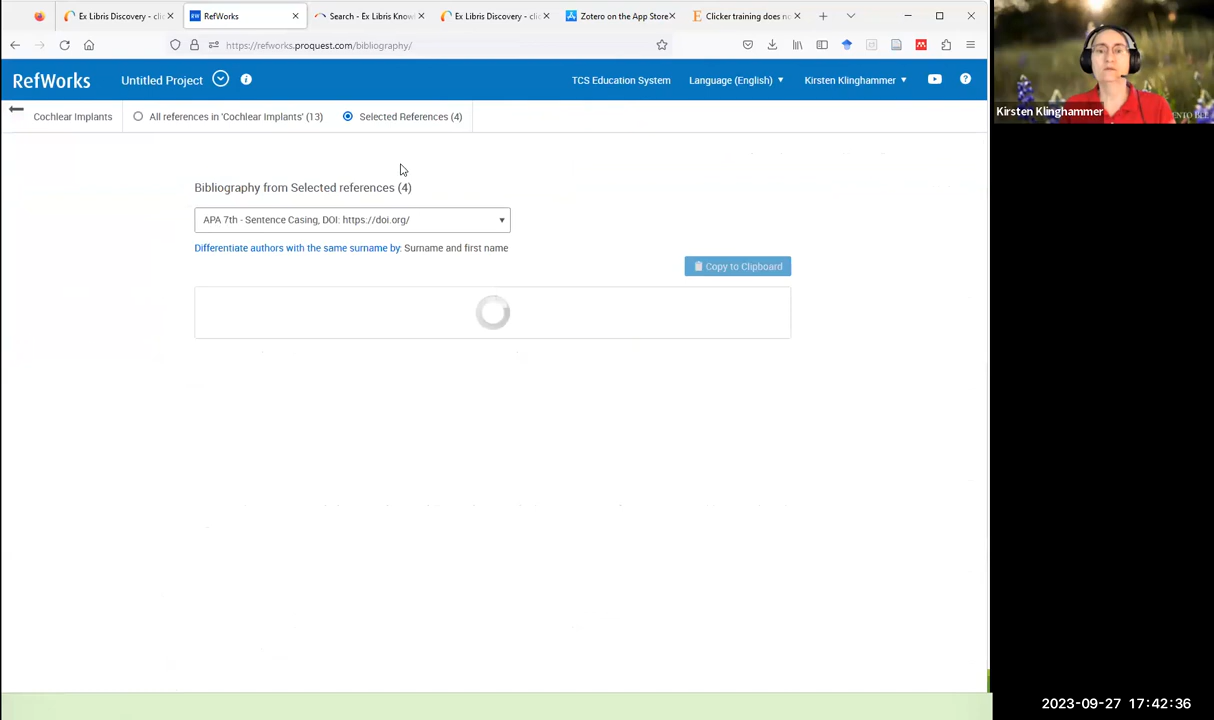 Ex Libris Discovery - clic
RefWorks
Search - Ex Libris Know
Ex Libris Discovery - clic
Zotero on the App Store
Clicker training does no
https://refworks.proquest.com/bibliography/
RefWorks
Untitled Project
TCS Education System
Language (English)
Kirsten Klinghammer
Cochlear Implants
All references in 'Cochlear Implants' (13)
Selected References (4)
Bibliography from Selected references (4)
APA 7th - Sentence Casing, DOI: https://doi.org/
Differentiate authors with the same surname by: Surname and first name
Copy to Clipboard
Kirsten Klinghammer
2023-09-27 17:42:36